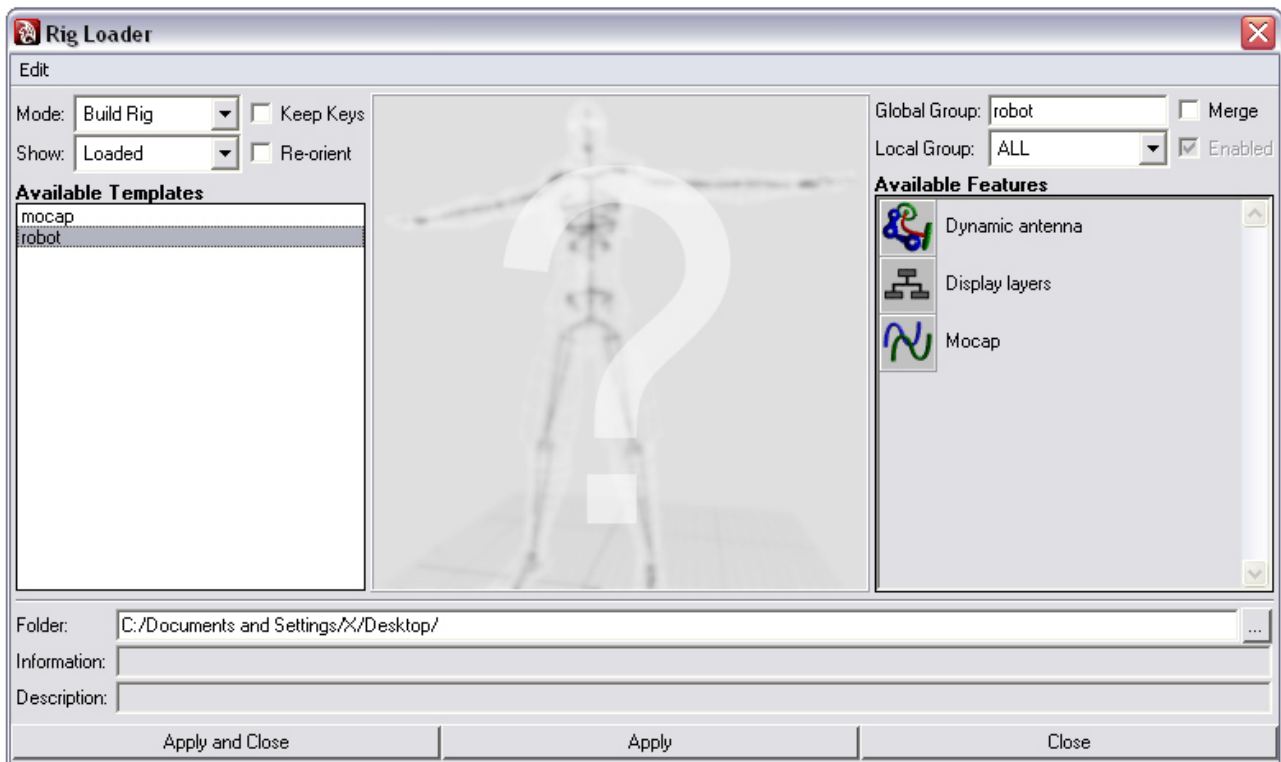 Rig Loader
Edit
Mode: Build Rig Keep Keys
Show: Loaded Re-orient
Available Templates
mocap
robot
?
Global Group: robot Merge
Local Group: ALL Enabled
Available Features
Dynamic antenna
Display layers
Mocap
Folder: C:/Documents and Settings/X/Desktop/ ...
Information:
Description:
Apply and Close Apply Close